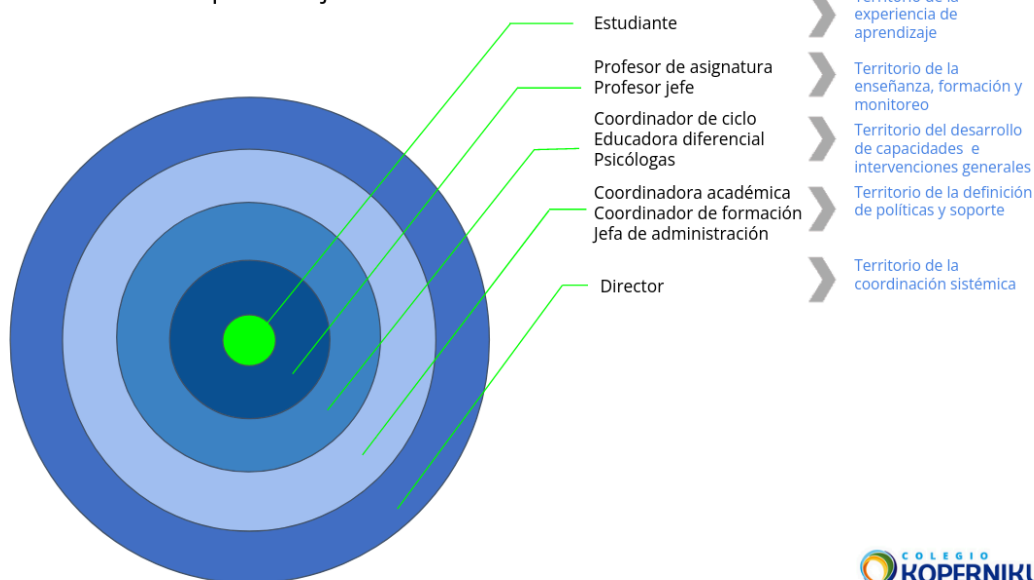 Estudiante
experiencia de
aprendizaje
Profesor de asignatura
Profesor jefe
Territorio de la
enseñanza, formación y
monitoreo
Coordinador de ciclo
Educadora diferencial
Psicólogas
Territorio del desarrollo
de capacidades e
intervenciones generales
Coordinadora académica
Coordinador de formación
Jefa de administración
Territorio de la definición
de políticas y soporte
Director
Territorio de la
coordinación sistémica
COLEGIO